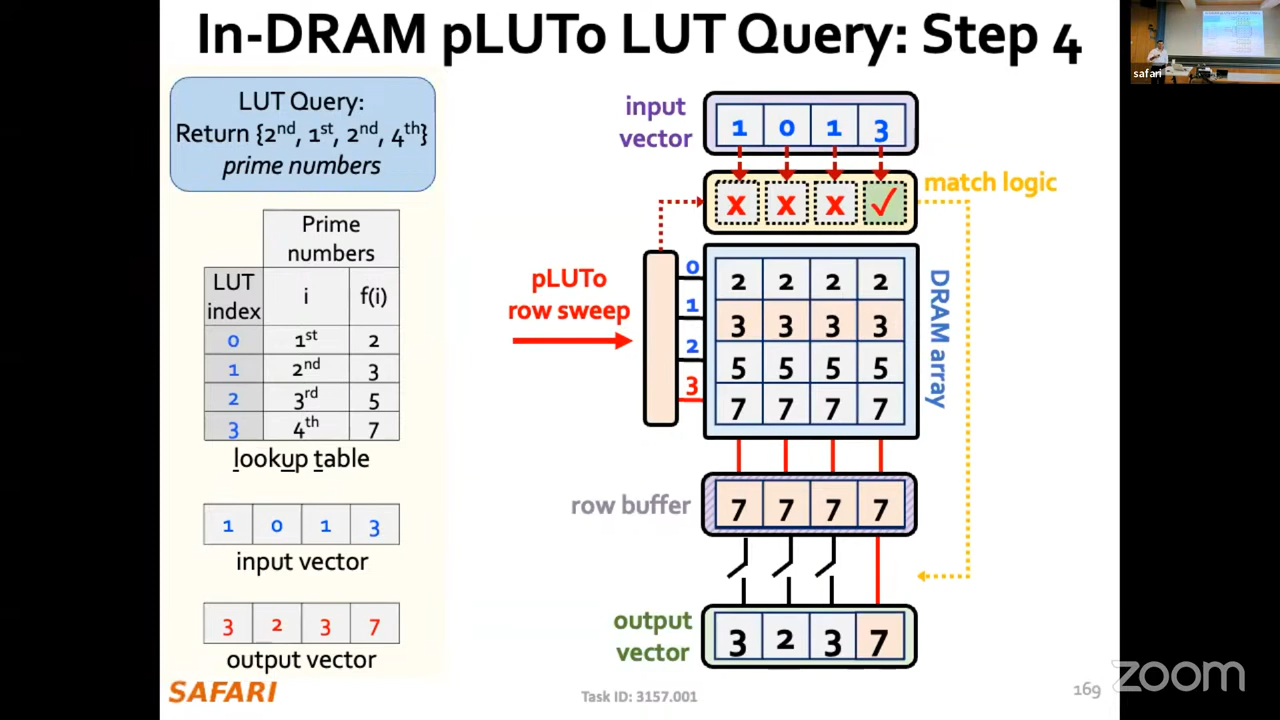 In-DRAM pLUTo LUT Query: Step 4
LUT Query:
Return {2nd, 1st, 2nd, 4th}
prime numbers
Prime
numbers
LUT
index
i
f(i)
0 1st 2
1 2nd 3
2 3rd 5
3 4th 7
lookup table
1 0 1 3
input vector
3 2 3 7
output vector
SAFARI
input
vector
1 0 1 3
x x x ✓
match logic
pLUTo
row sweep
0
1
2
3
2 2 2 2
3 3 3 3
5 5 5 5
7 7 7 7
DRAM array
row buffer
7 7 7 7
output
vector
3 2 3 7
Task ID: 3157.001
169
zoom
safari